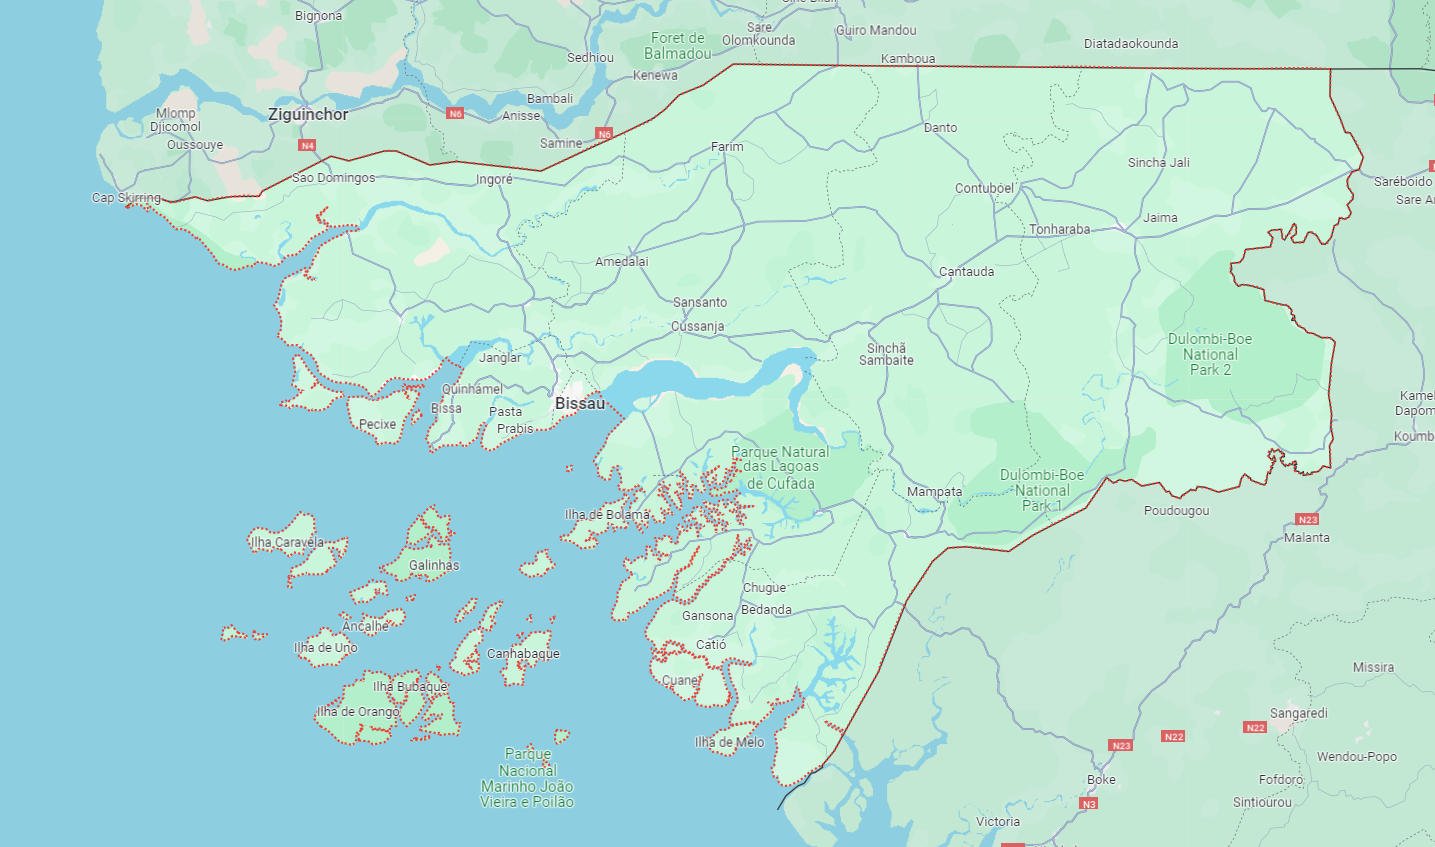 Bignona
Sare
Olomkounda
Guiro Mandou
Foret de
Balmadou
Diatadaokounda
Sedhiou
Kamboua
Kenewa
Bambali
Mlomp
Djicomol
Ziguinchor
N6
Anisse
N6
Oussouye
N4
Samine
Danto
Farim
Sincha Jali
Sao Domingos
Ingoré
Contuboel
Saréboido
Cap Skirring
Jaima
Tonharaba
Amedalai
Cantauda
Sansanto
Cussanja
Dulombi-Boe
National
Park 2
Sinchã
Sambaite
Janglar
Quinhámel
Bissau
Bissa
Pasta
Prabis
Pecixe
Parque Natural
das Lagoas
de Cufada
Dulombi-Boe
National
Park 1
Mampata
Poudougou
Ilha de Bolama
N23
Malanta
Ilha Caravela
Galinhas
Chugue
Bedanda
Gansona
Ancalhe
Catió
Ilha de Uno
Canhabaque
Missira
Cuane
Ilha Bubaque
Ilha de Orango
Sangaredi
N22
N22
N23
Ilha de Melo
Wendou-Popo
Parque
Nacional
Marinho João
Vieira e Poilão
Boke
Fofdoro
N3
Sintiourou
Victoria